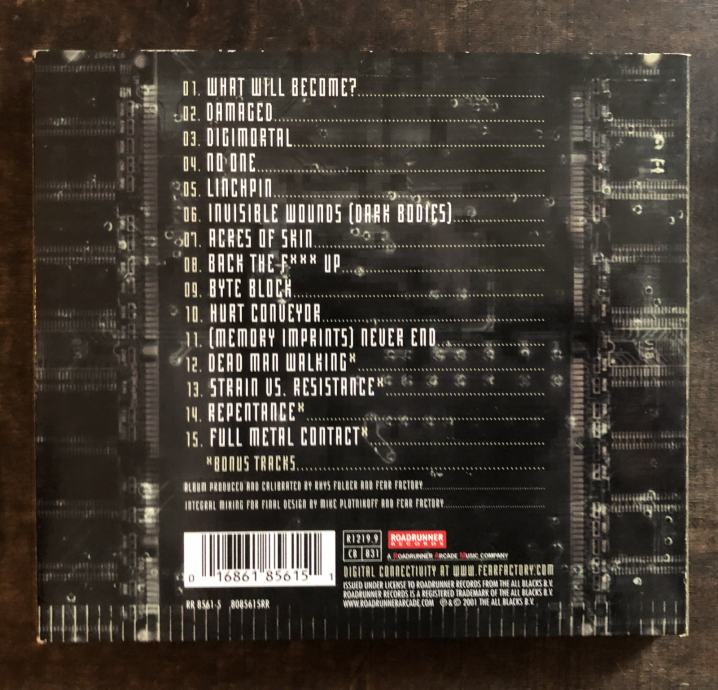 01. WHAT WILL BECOME?
02. DAMAGED
03. DIGIMORTAL
04. NO ONE
05. LINCHPIN
06. INVISIBLE WOUNDS (DARK BODIES)
07. ACRES OF SKIN
08. BACK THE F*** UP
09. BYTE BLOCK
10. HURT CONVEYOR
11. (MEMORY IMPRINTS) NEVER END
12. DEAD MAN WALKING*
13. STRAIN VS. RESISTANCE*
14. REPENTANCE*
15. FULL METAL CONTACT*
*BONUS TRACKS
ALBUM PRODUCED AND CALIBRATED BY RHYS FULBER AND FEAR FACTORY
INTEGRAL MIXING FOR FINAL DESIGN BY MIKE PLOTNIKOFF AND FEAR FACTORY
R1219.9
CB 831
ROADRUNNER
RECORDS
A ROADRUNNER ARCADE MUSIC COMPANY
0 16861 85615 1
DIGITAL CONNECTIVITY AT WWW.FEARFACTORY.COM
ISSUED UNDER LICENSE TO ROADRUNNER RECORDS FROM THE ALL BLACKS B.V.
ROADRUNNER RECORDS IS A REGISTERED TRADEMARK OF THE ALL BLACKS B.V.
WWW.ROADRUNNERARCADE.COM ℗ & © 2001 THE ALL BLACKS B.V.
RR 8561-5 8085615RR